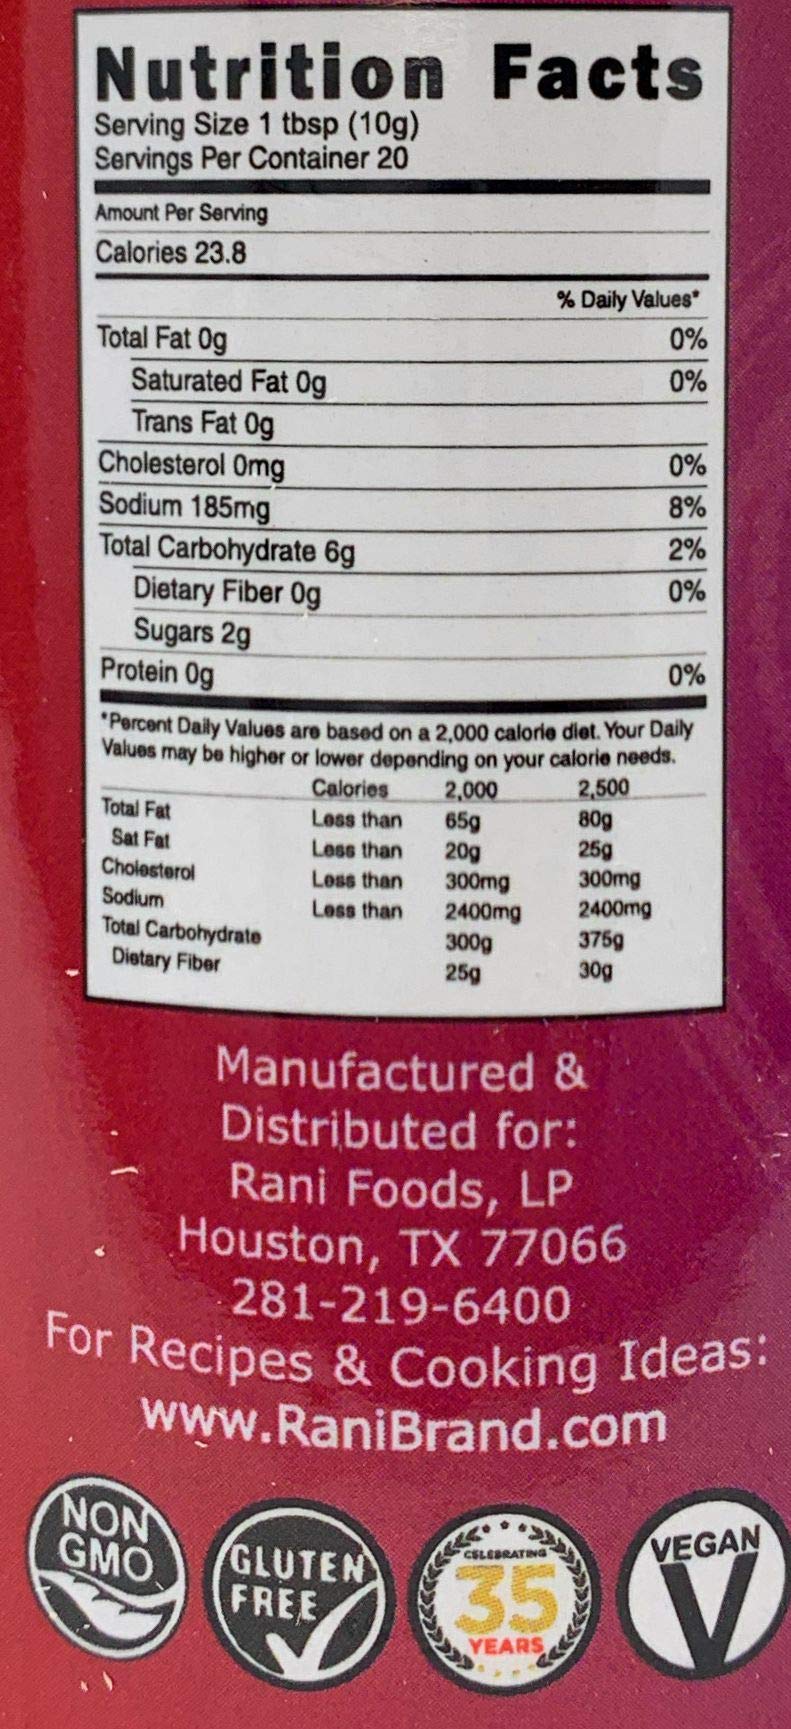 Nutrition Facts
Serving Size 1 tbsp (10g)
Servings Per Container 20
Amount Per Serving
Calories 23.8
% Daily Values*
Total Fat 0g 0%
Saturated Fat 0g 0%
Trans Fat 0g
Cholesterol 0mg 0%
Sodium 185mg 8%
Total Carbohydrate 6g 2%
Dietary Fiber 0g 0%
Sugars 2g
Protein 0g 0%
*Percent Daily Values are based on a 2,000 calorie diet. Your Daily
Values may be higher or lower depending on your calorie needs.
Calories 2,000 2,500
Total Fat Less than 65g 80g
Sat Fat Less than 20g 25g
Cholesterol Less than 300mg 300mg
Sodium Less than 2400mg 2400mg
Total Carbohydrate 300g 375g
Dietary Fiber 25g 30g
Manufactured &
Distributed for:
Rani Foods, LP
Houston, TX 77066
281-219-6400
For Recipes & Cooking Ideas:
www.RaniBrand.com
NON
GMO
GLUTEN
FREE
CELEBRATING
35
YEARS
VEGAN
V